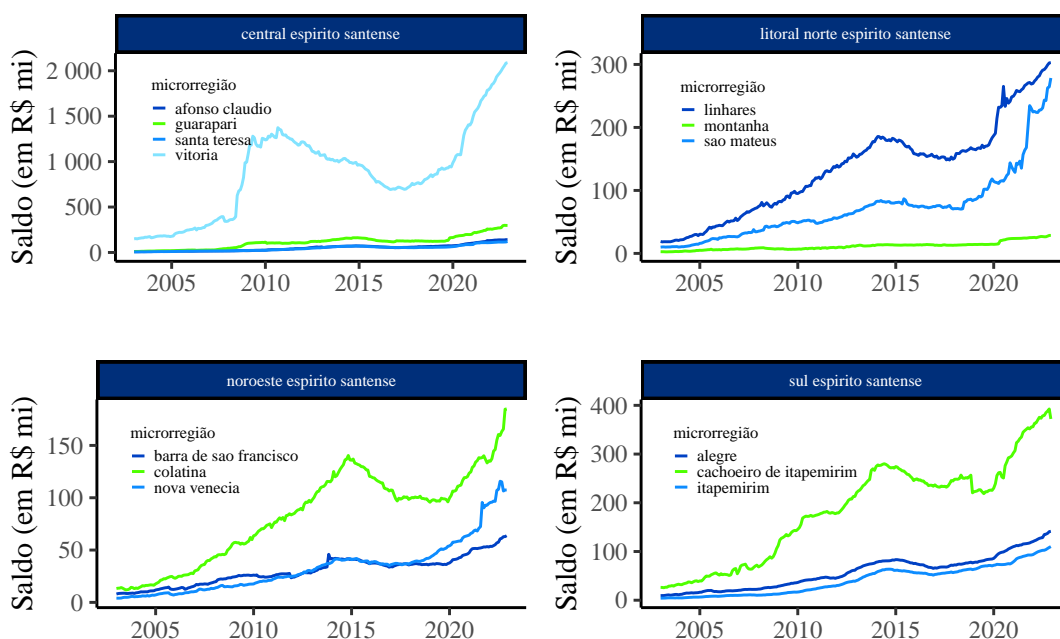 central espirito santense
Saldo (em R$ mi)
2 000
1 500
1 000
500
0
microrregião
afonso claudio
guarapari
santa teresa
vitoria
2005 2010 2015 2020
litoral norte espirito santense
Saldo (em R$ mi)
300
200
100
0
microrregião
linhares
montanha
sao mateus
2005 2010 2015 2020
noroeste espirito santense
Saldo (em R$ mi)
150
100
50
0
microrregião
barra de sao francisco
colatina
nova venecia
2005 2010 2015 2020
sul espirito santense
Saldo (em R$ mi)
400
300
200
100
0
microrregião
alegre
cachoeiro de itapemirim
itapemirim
2005 2010 2015 2020